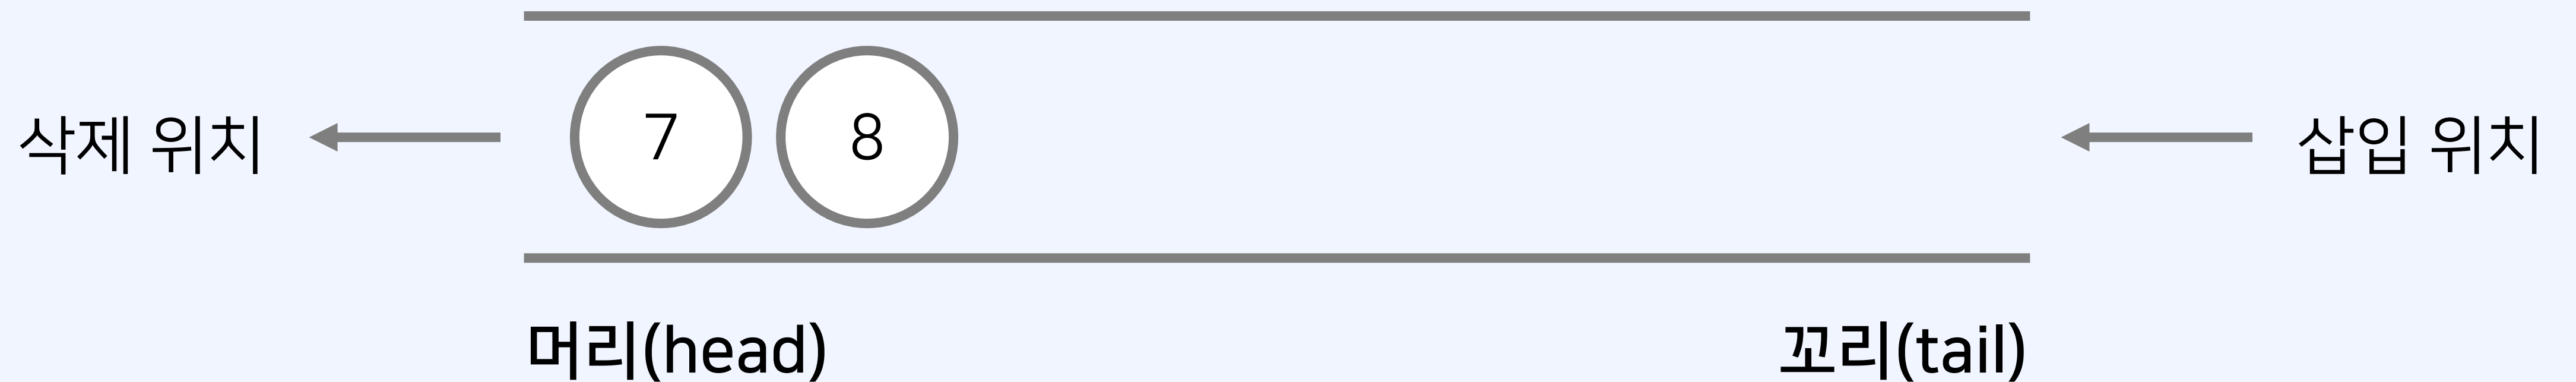 삭제 위치 7 8 삽입 위치
머리(head) 꼬리(tail)